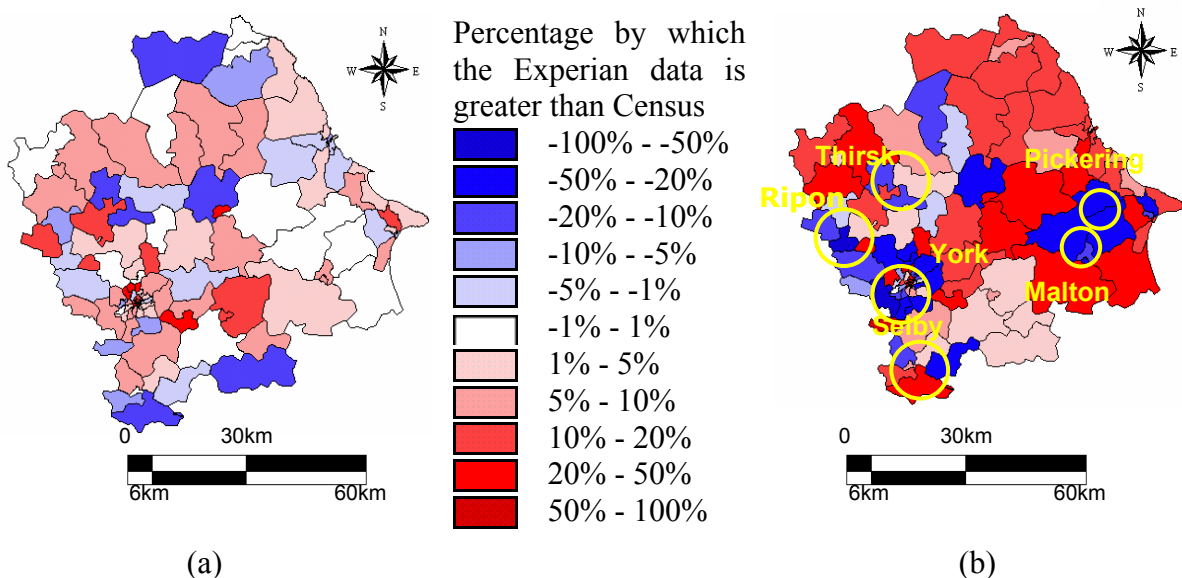 N
W E
S
Percentage by which
the Experian data is
greater than Census
-100% - -50%
-50% - -20%
-20% - -10%
-10% - -5%
-5% - -1%
-1% - 1%
1% - 5%
5% - 10%
10% - 20%
20% - 50%
50% - 100%
0 30km
6km 60km
(a)
N
W E
S
Thirsk
Pickering
Ripon
York
Malton
Selby
0 30km
6km 60km
(b)